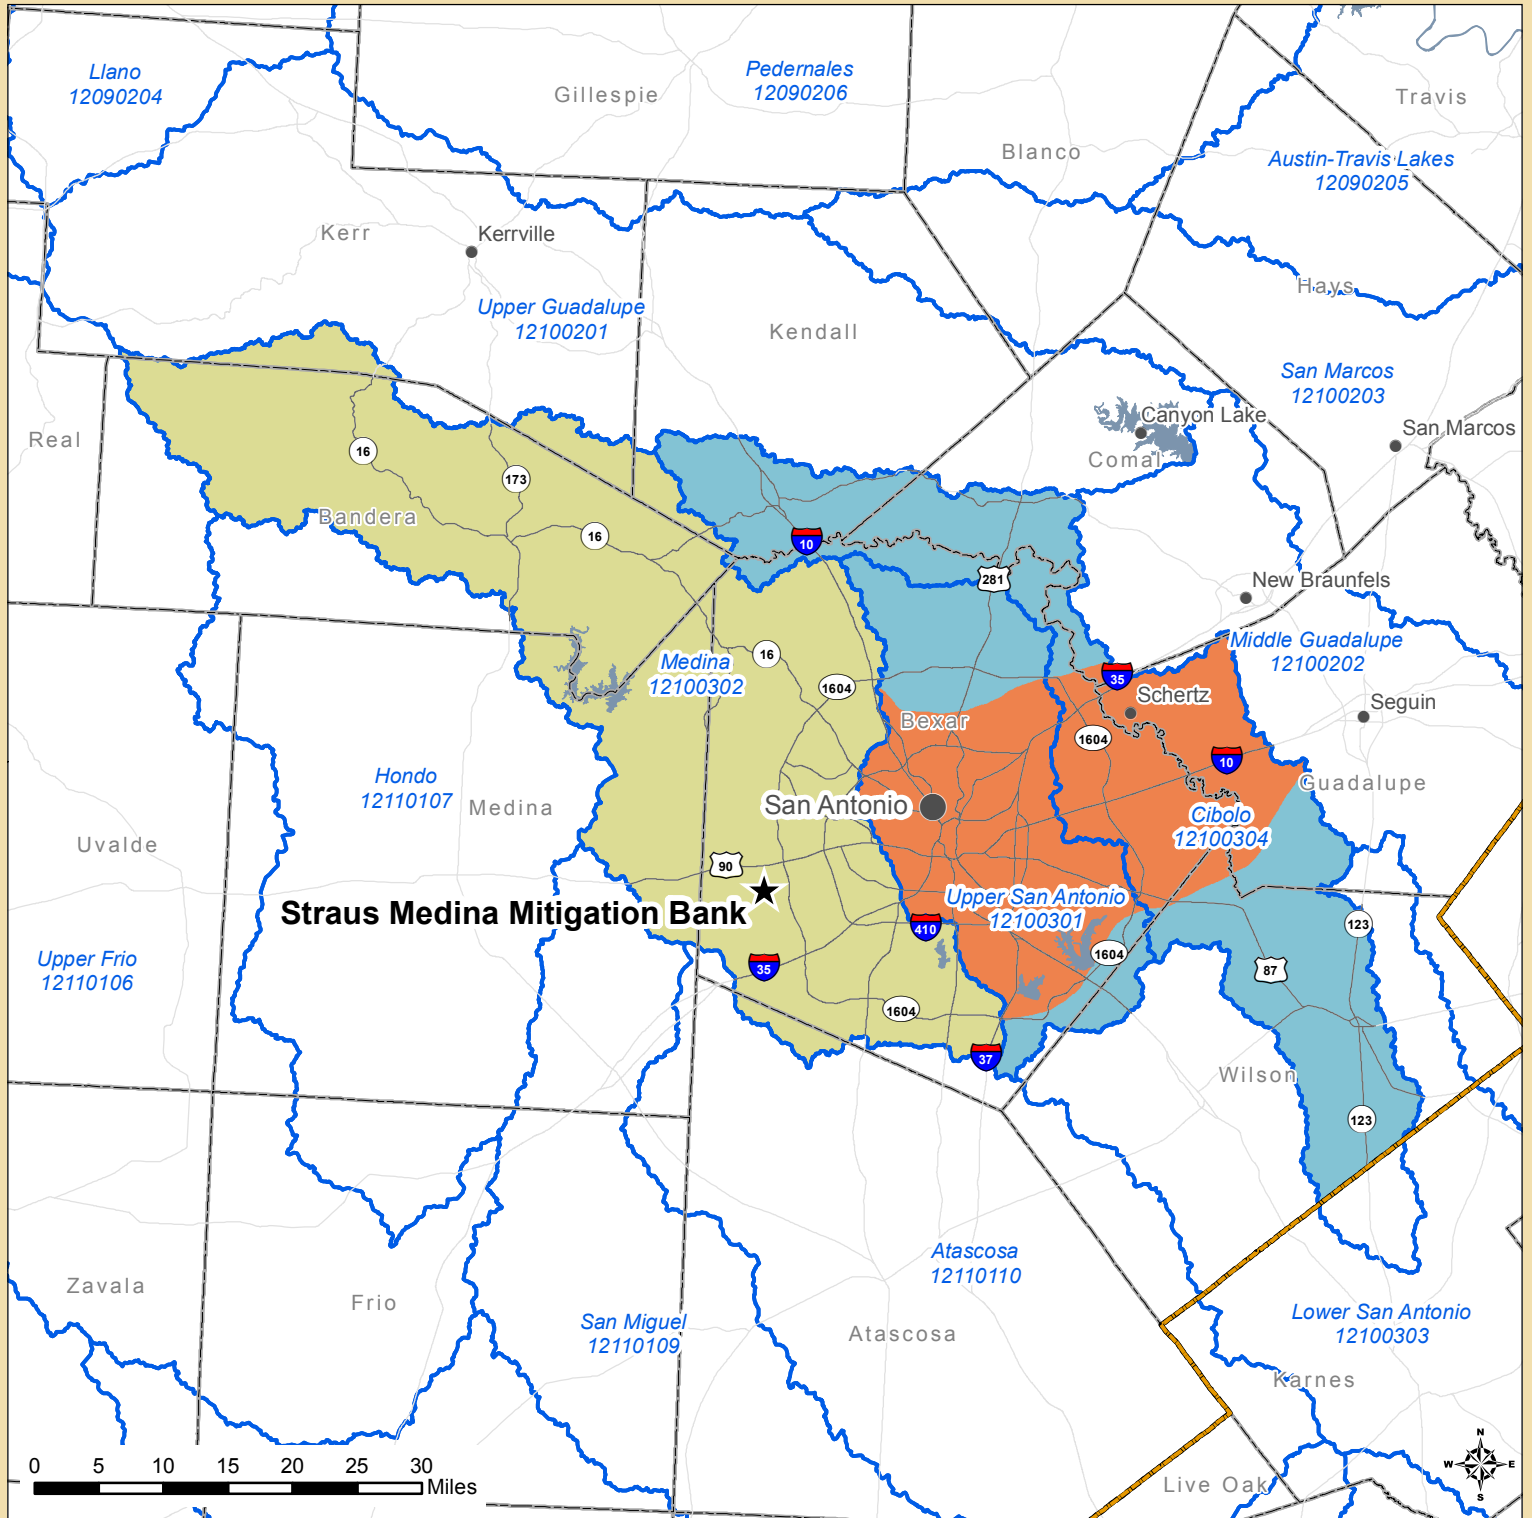 Llano
12090204
Gillespie
Pedernales
12090206
Travis
Blanco
Austin-Travis Lakes
12090205
Kerr
Kerrville
Hays
Upper Guadalupe
12100201
Kendall
San Marcos
12100203
Canyon Lake
San Marcos
Real
Comal
16
173
Bandera
16
10
281
New Braunfels
Middle Guadalupe
12100202
Medina
12100302
16
1604
35
Schertz
Seguin
Bexar
1604
10
Hondo
12110107
Medina
San Antonio
Guadalupe
Cibolo
12100304
Uvalde
90
Straus Medina Mitigation Bank
Upper San Antonio
12100301
410
123
Upper Frio
12110106
35
1604
87
1604
37
Wilson
123
Atascosa
12110110
Zavala
Frio
San Miguel
12110109
Atascosa
Lower San Antonio
12100303
Karnes
N
W
E
S
Live Oak
0 5 10 15 20 25 30
Miles